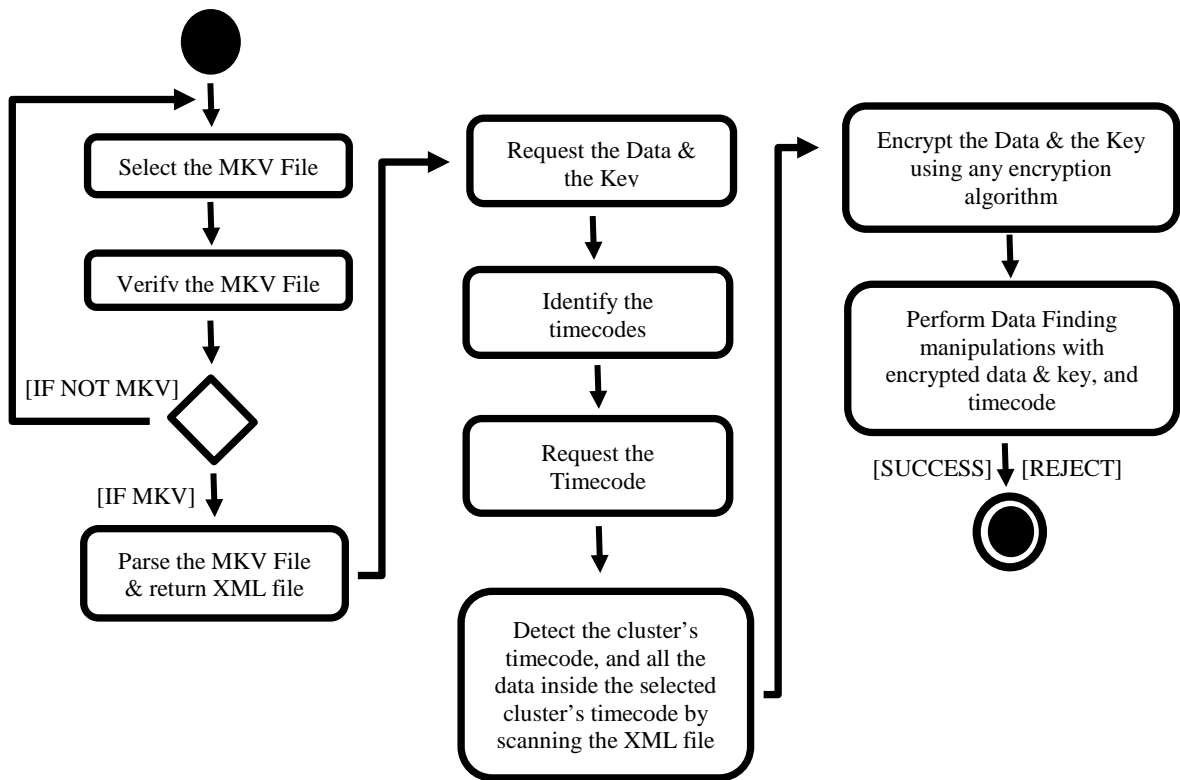 Select the MKV File
Verify the MKV File
[IF NOT MKV]
[IF MKV]
Parse the MKV File
& return XML file
Request the Data &
the Key
Identify the
timecodes
Request the
Timecode
Detect the cluster’s
timecode, and all the
data inside the selected
cluster’s timecode by
scanning the XML file
Encrypt the Data & the Key
using any encryption
algorithm
Perform Data Finding
manipulations with
encrypted data & key, and
timecode
[SUCCESS] [REJECT]